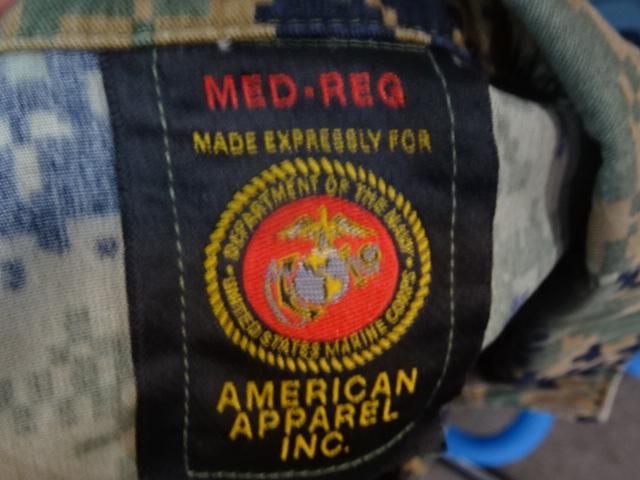 MED-REG
MADE EXPRESSLY FOR
DEPARTMENT OF THE NAVY
UNITED STATES MARINE CORPS
AMERICAN
APPAREL
INC.